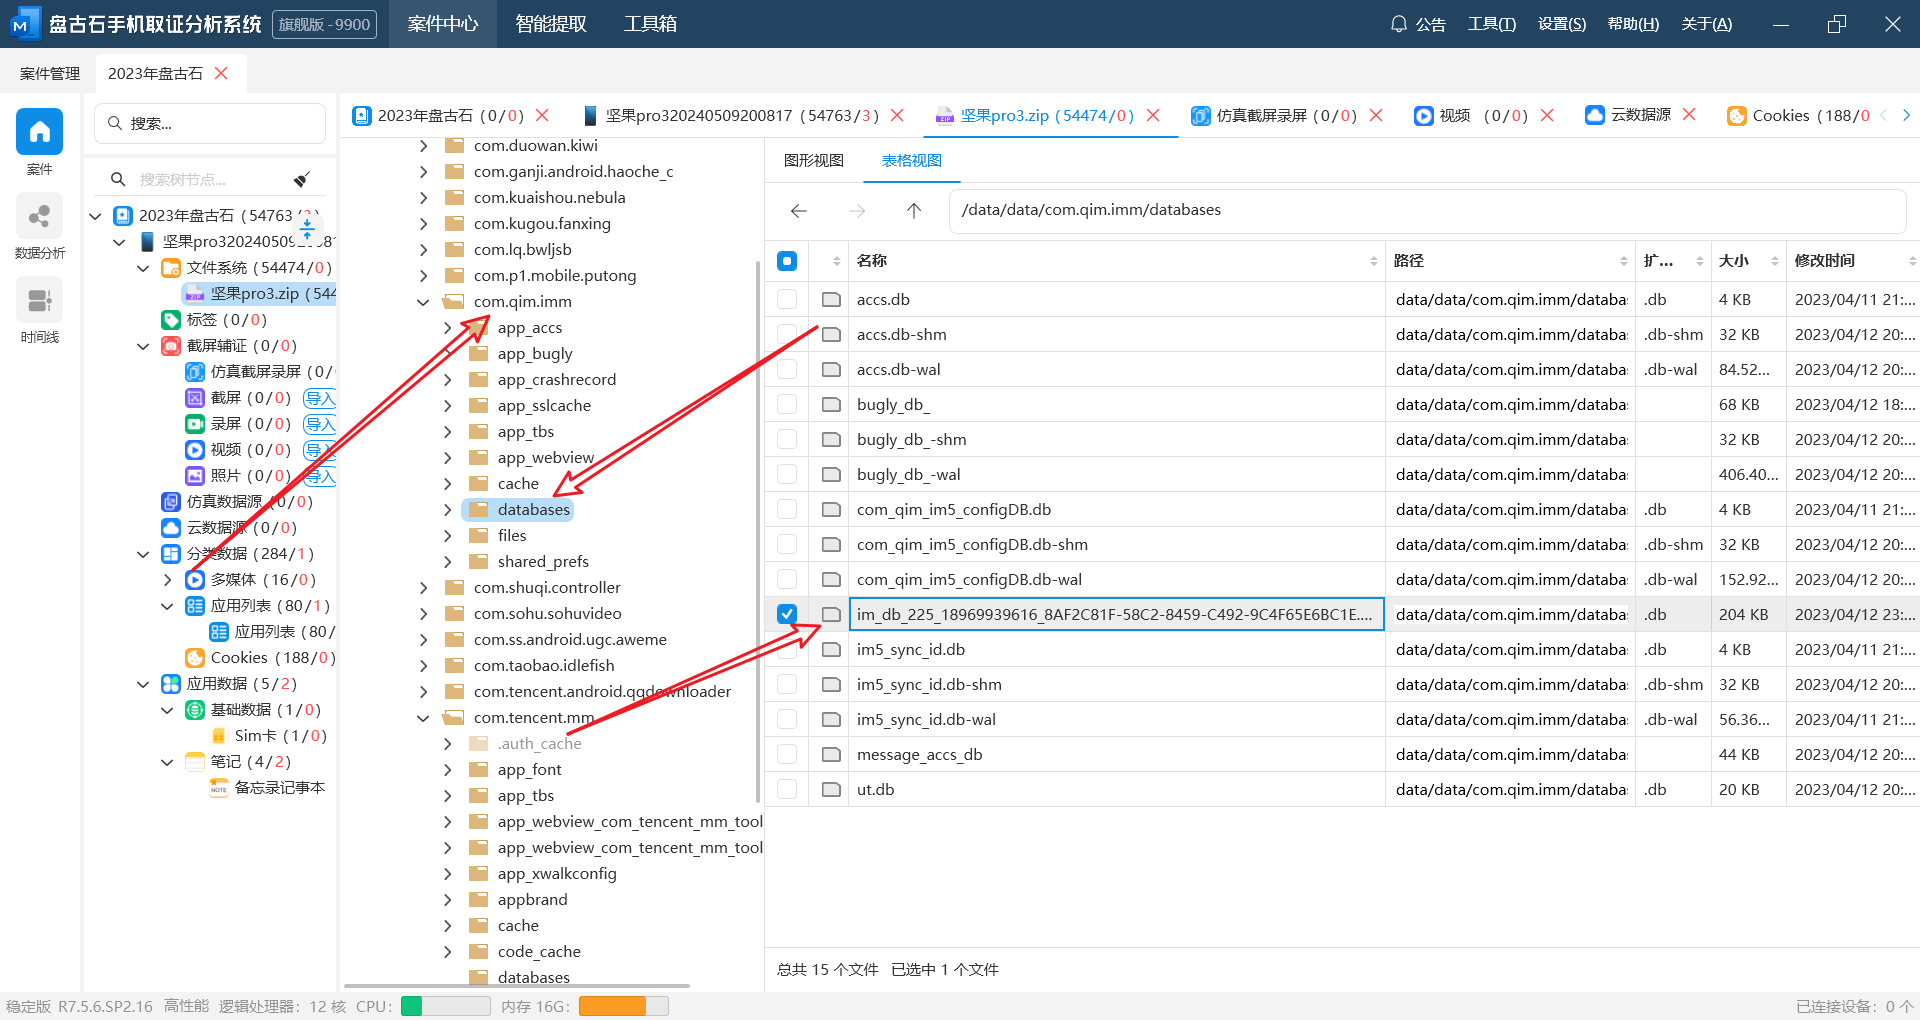 盘古石手机取证分析系统 旗舰版 - 9900 案件中心 智能提取 工具箱 公告 工具(T) 设置(S) 帮助(H) 关于(A)
案件管理 2023年盘古石
案件
数据分析
时间线
搜索...
搜索树节点...
2023年盘古石 (54763
坚果pro320240509200817
文件系统 (54474/0)
坚果pro3.zip (544
标签 (0/0)
截屏辅证 (0/0)
仿真截屏录屏 (0/
截屏 (0/0) 导入
录屏 (0/0) 导入
视频 (0/0) 导入
照片 (0/0) 导入
仿真数据源 (0/0)
云数据源 (0/0)
分类数据 (284/1)
多媒体 (16/0)
应用列表 (80/1)
应用列表 (80/
Cookies (188/0)
应用数据 (5/2)
基础数据 (1/0)
Sim卡 (1/0)
笔记 (4/2)
备忘录记事本
2023年盘古石 (0/0) 坚果pro320240509200817 (54763/3) 坚果pro3.zip (54474/0) 仿真截屏录屏 (0/0) 视频 (0/0) 云数据源 Cookies (188/0
com.duowan.kiwi
com.ganji.android.haoche_c
com.kuaishou.nebula
com.kugou.fanxing
com.lq.bwljsb
com.p1.mobile.putong
com.qim.imm
app_accs
app_bugly
app_crashrecord
app_sslcache
app_tbs
app_webview
cache
databases
files
shared_prefs
com.shuqi.controller
com.sohu.sohuvideo
com.ss.android.ugc.aweme
com.taobao.idlefish
com.tencent.android.qqdownloader
com.tencent.mm
.auth_cache
app_font
app_tbs
app_webview_com_tencent_mm_tool
app_webview_com_tencent_mm_tool
app_xwalkconfig
appbrand
cache
code_cache
databases
图形视图 表格视图
/data/data/com.qim.imm/databases
名称 路径 扩... 大小 修改时间
accs.db data/data/com.qim.imm/databa .db 4 KB 2023/04/11 21:...
accs.db-shm data/data/com.qim.imm/databa .db-shm 32 KB 2023/04/12 20:...
accs.db-wal data/data/com.qim.imm/databa .db-wal 84.52... 2023/04/12 20:...
bugly_db_ data/data/com.qim.imm/databa 68 KB 2023/04/12 18:...
bugly_db_-shm data/data/com.qim.imm/databa 32 KB 2023/04/12 20:...
bugly_db_-wal data/data/com.qim.imm/databa 406.40... 2023/04/12 20:...
com_qim_im5_configDB.db data/data/com.qim.imm/databa .db 4 KB 2023/04/11 21:...
com_qim_im5_configDB.db-shm data/data/com.qim.imm/databa .db-shm 32 KB 2023/04/12 20:...
com_qim_im5_configDB.db-wal data/data/com.qim.imm/databa .db-wal 152.92... 2023/04/12 20:...
im_db_225_18969939616_8AF2C81F-58C2-8459-C492-9C4F65E6BC1E.... data/data/com.qim.imm/databa .db 204 KB 2023/04/12 23:...
im5_sync_id.db data/data/com.qim.imm/databa .db 4 KB 2023/04/11 21:...
im5_sync_id.db-shm data/data/com.qim.imm/databa .db-shm 32 KB 2023/04/12 20:...
im5_sync_id.db-wal data/data/com.qim.imm/databa .db-wal 56.36... 2023/04/11 21:...
message_accs_db data/data/com.qim.imm/databa 44 KB 2023/04/12 20:...
ut.db data/data/com.qim.imm/databa .db 20 KB 2023/04/12 20:...
总共 15 个文件 已选中 1 个文件
稳定版 R7.5.6.SP2.16 高性能 逻辑处理器: 12 核 CPU: 内存 16G: 已连接设备: 0 个